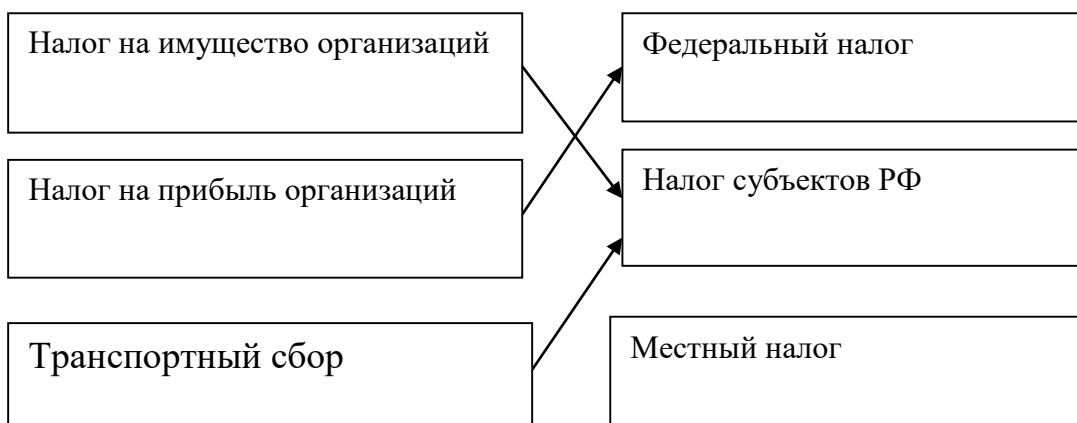 Налог на имущество организаций
Федеральный налог
Налог на прибыль организаций
Налог субъектов РФ
Транспортный сбор
Местный налог